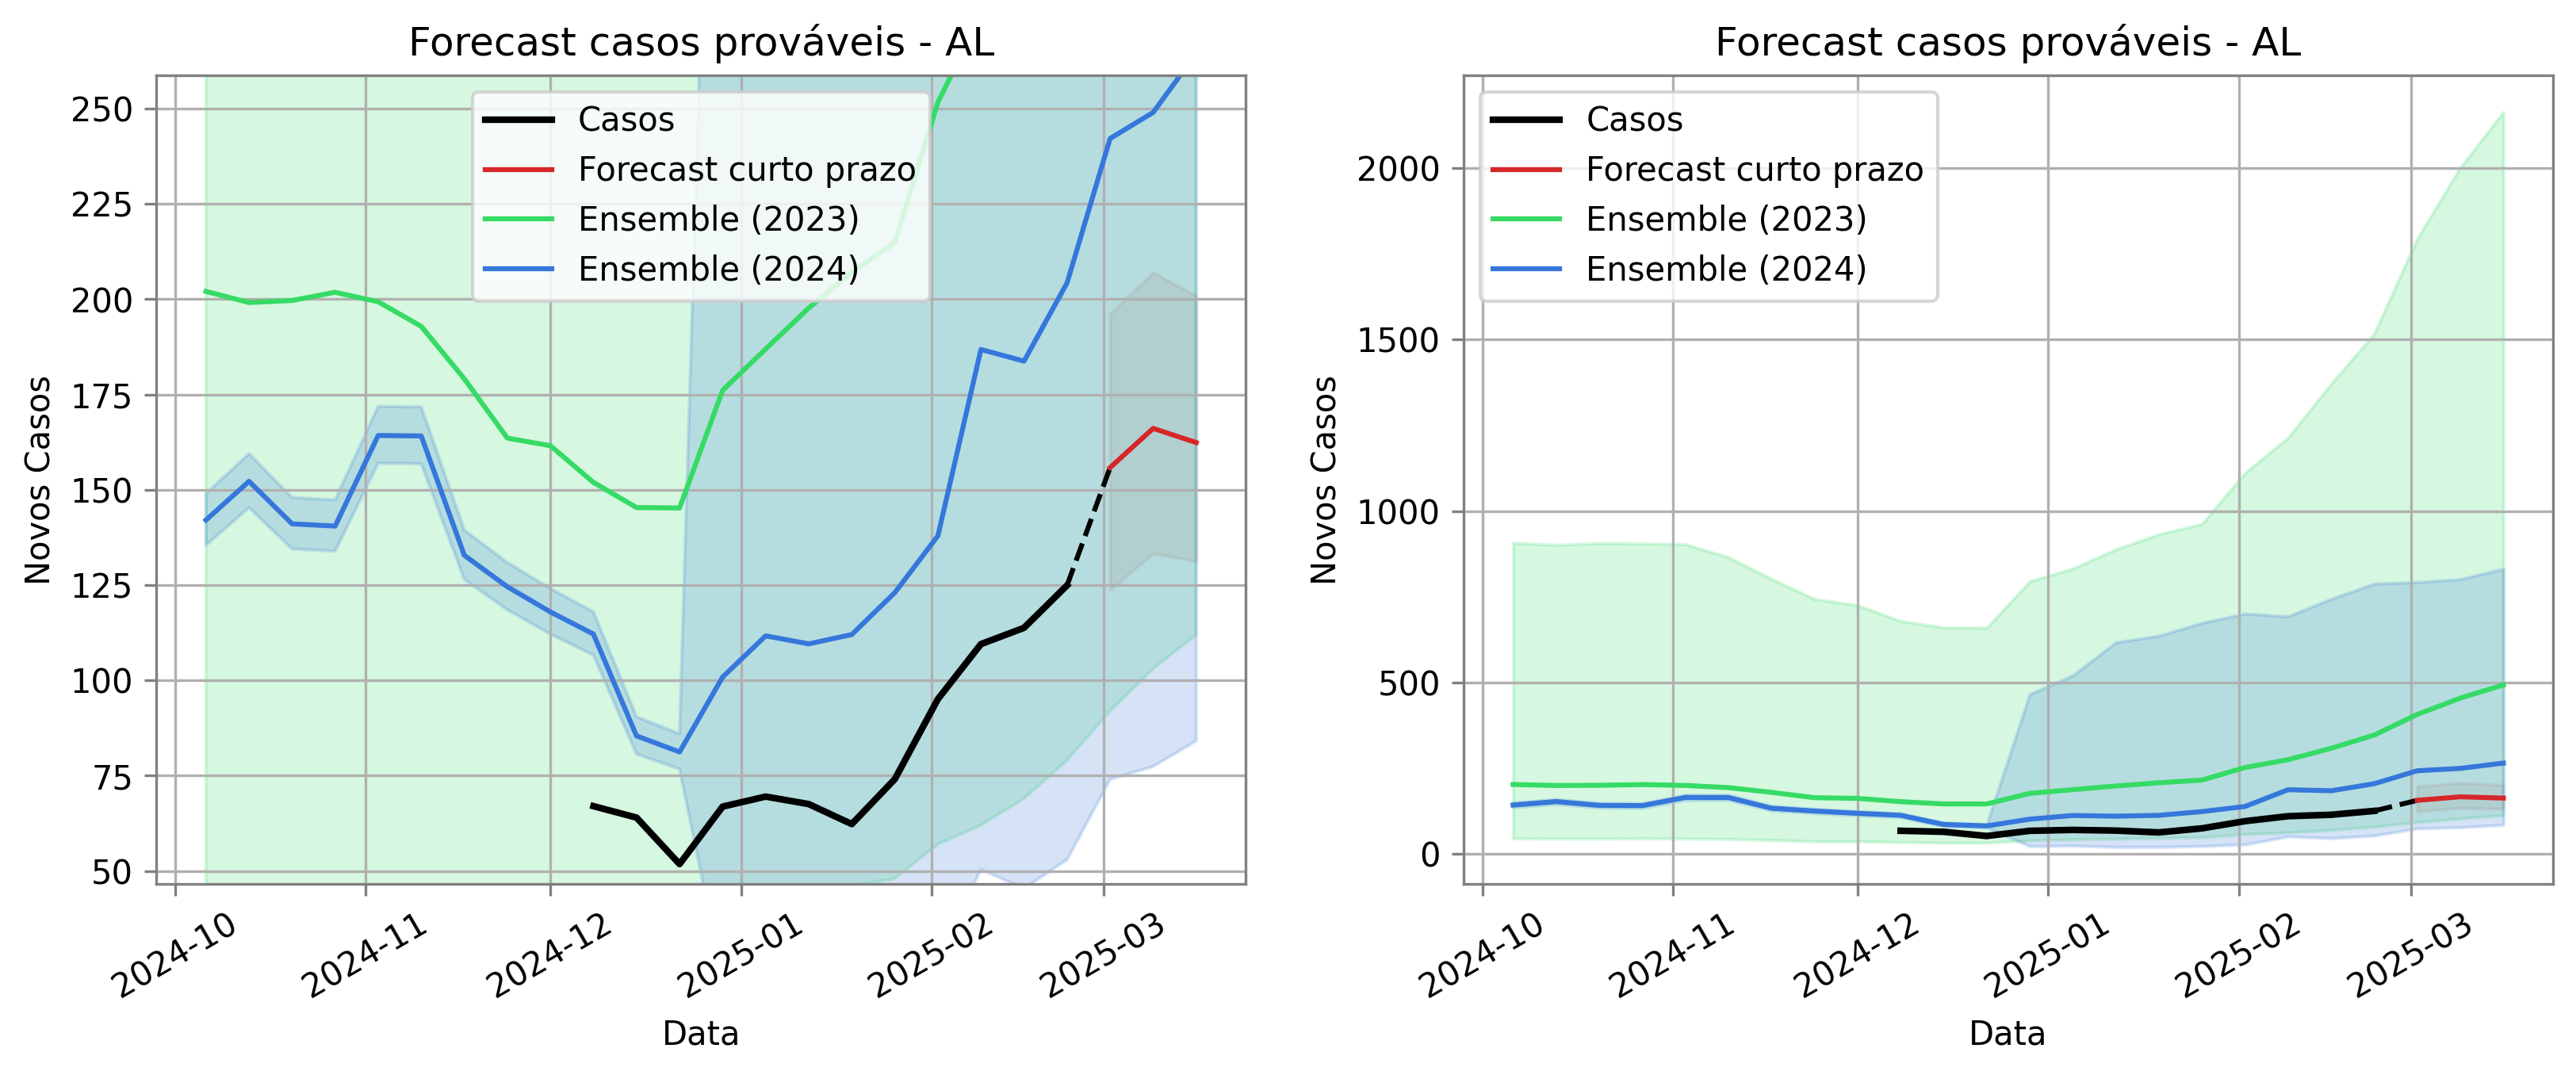 Forecast casos prováveis - AL
Novos Casos
250
225
200
175
150
125
100
75
50
Casos
Forecast curto prazo
Ensemble (2023)
Ensemble (2024)
2024-10
2024-11
2024-12
2025-01
2025-02
2025-03
Data
Forecast casos prováveis - AL
Novos Casos
2000
1500
1000
500
0
Casos
Forecast curto prazo
Ensemble (2023)
Ensemble (2024)
2024-10
2024-11
2024-12
2025-01
2025-02
2025-03
Data